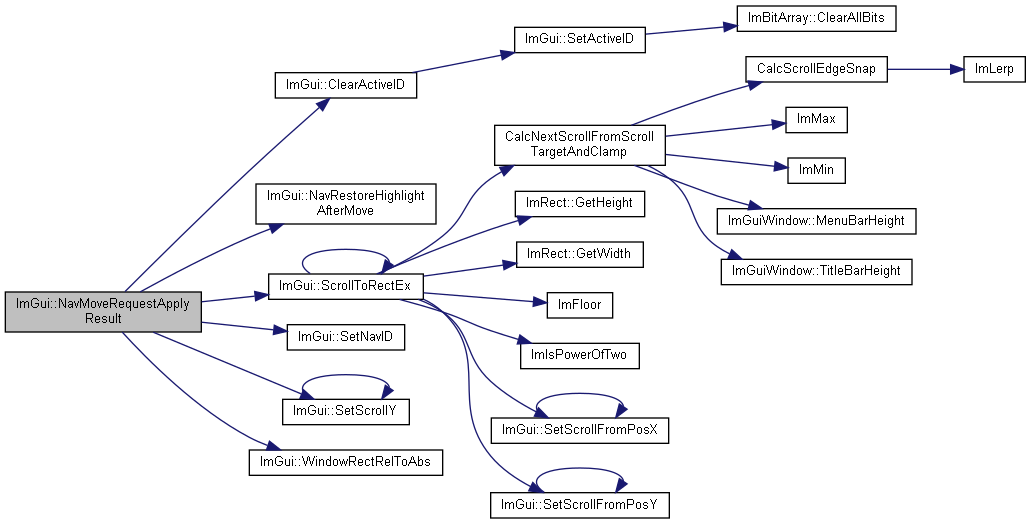 ImGui::NavMoveRequestApply
Result
ImGui::ClearActiveID
ImGui::SetActiveID
ImBitArray::ClearAllBits
ImGui::NavRestoreHighlight
AfterMove
ImGui::ScrollToRectEx
CalcNextScrollFromScroll
TargetAndClamp
CalcScrollEdgeSnap
ImLerp
ImMax
ImMin
ImGuiWindow::MenuBarHeight
ImGuiWindow::TitleBarHeight
ImRect::GetHeight
ImRect::GetWidth
ImFloor
ImIsPowerOfTwo
ImGui::SetScrollFromPosX
ImGui::SetScrollFromPosY
ImGui::SetNavID
ImGui::SetScrollY
ImGui::WindowRectRelToAbs